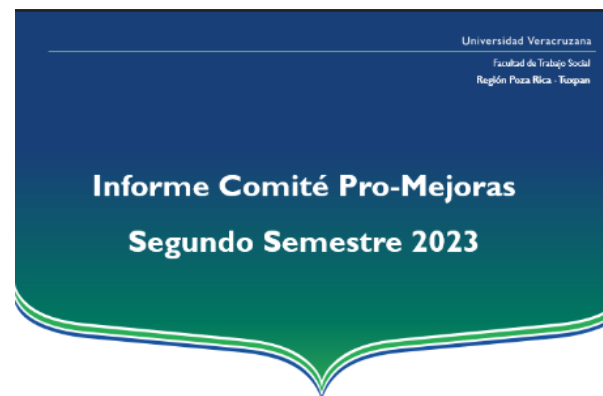 Universidad Veracruzana
Facultad de Trabajo Social
Región Poza Rica - Tuxpan
Informe Comité Pro-Mejoras
Segundo Semestre 2023